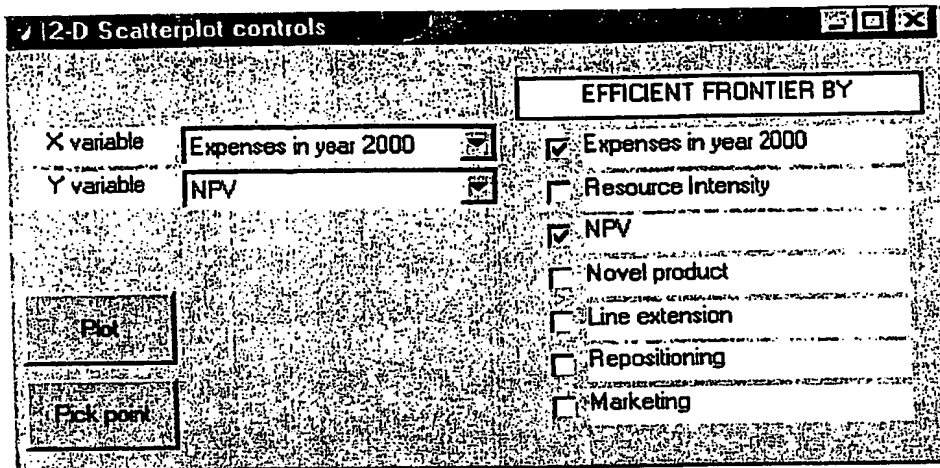 2-D Scatterplot controls
EFFICIENT FRONTIER BY
X variable Expenses in year 2000
Y variable NPV
Expenses in year 2000
Resource Intensity
NPV
Novel product
Line extension
Repositioning
Marketing
Plot
Pick point